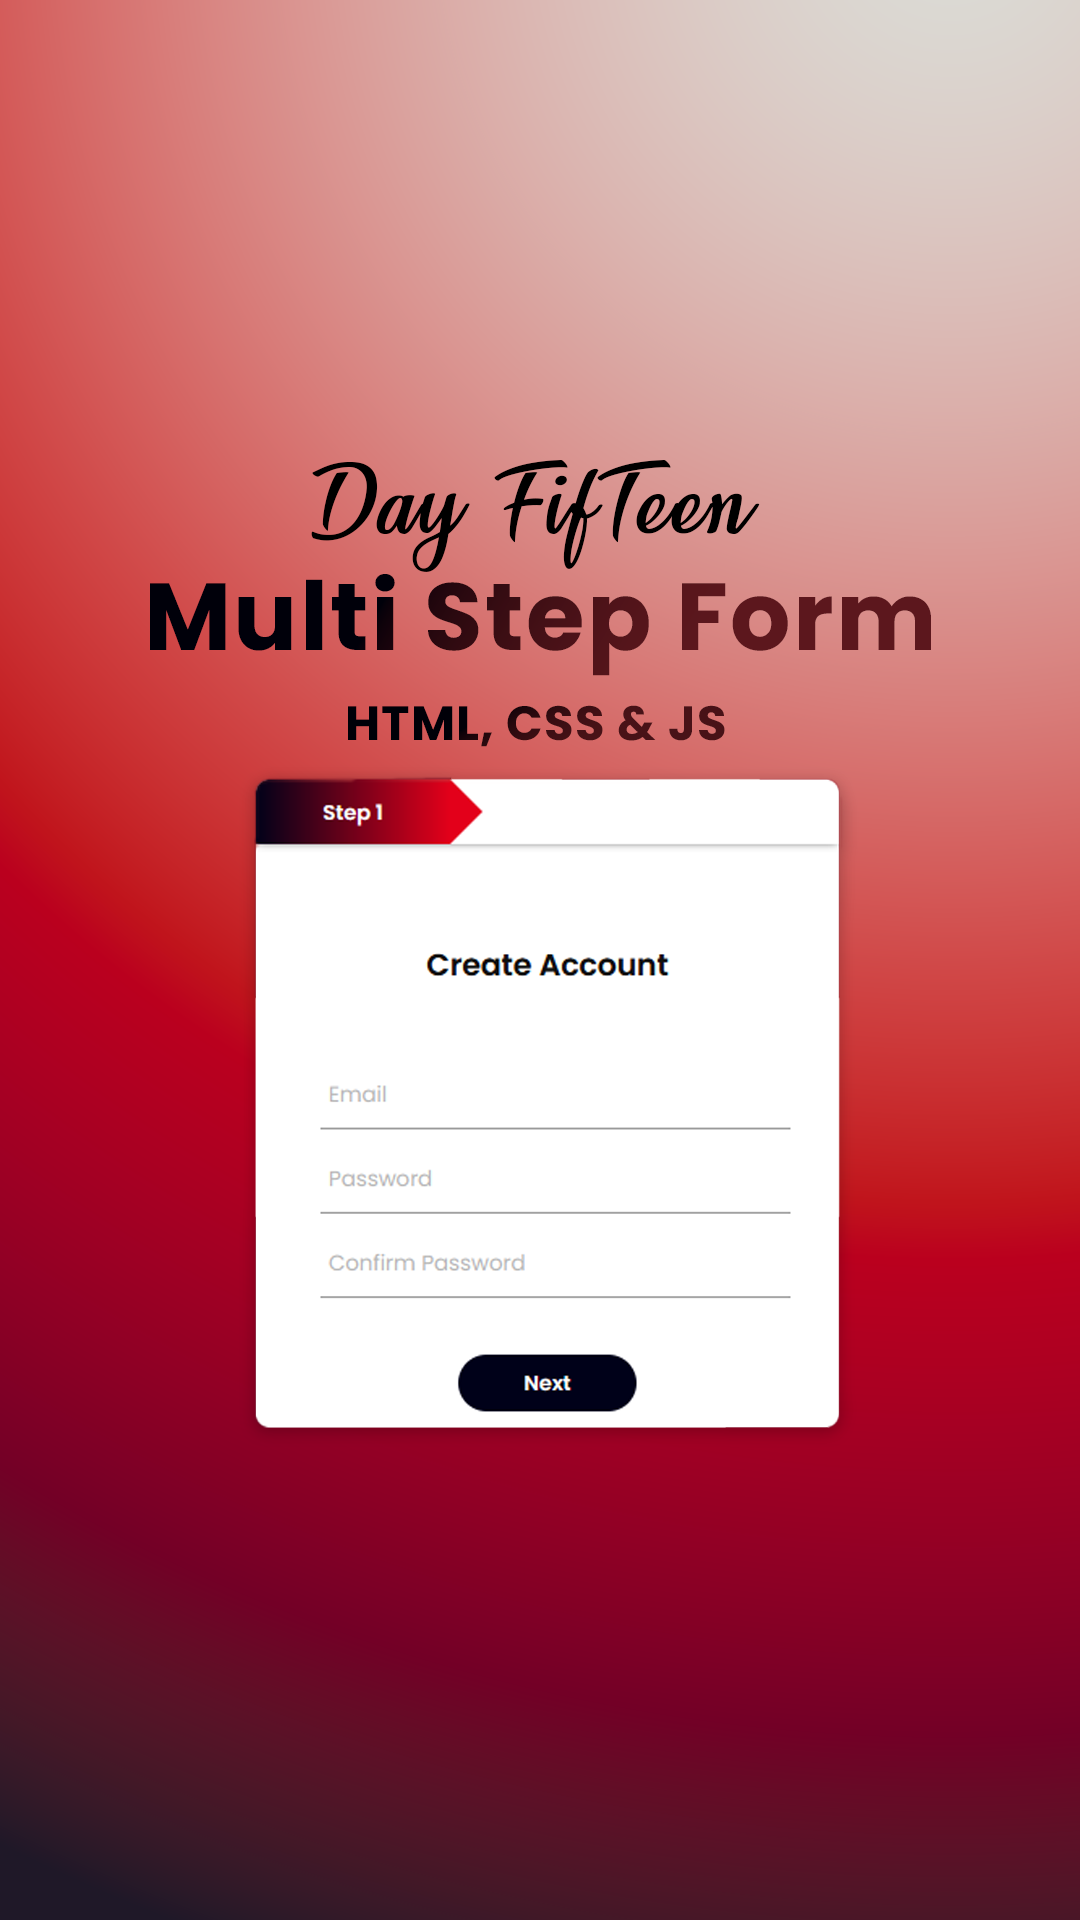 Day FifTeen
Multi Step Form
HTML, CSS & JS
Step 1
Create Account
Email
Password
Confirm Password
Next